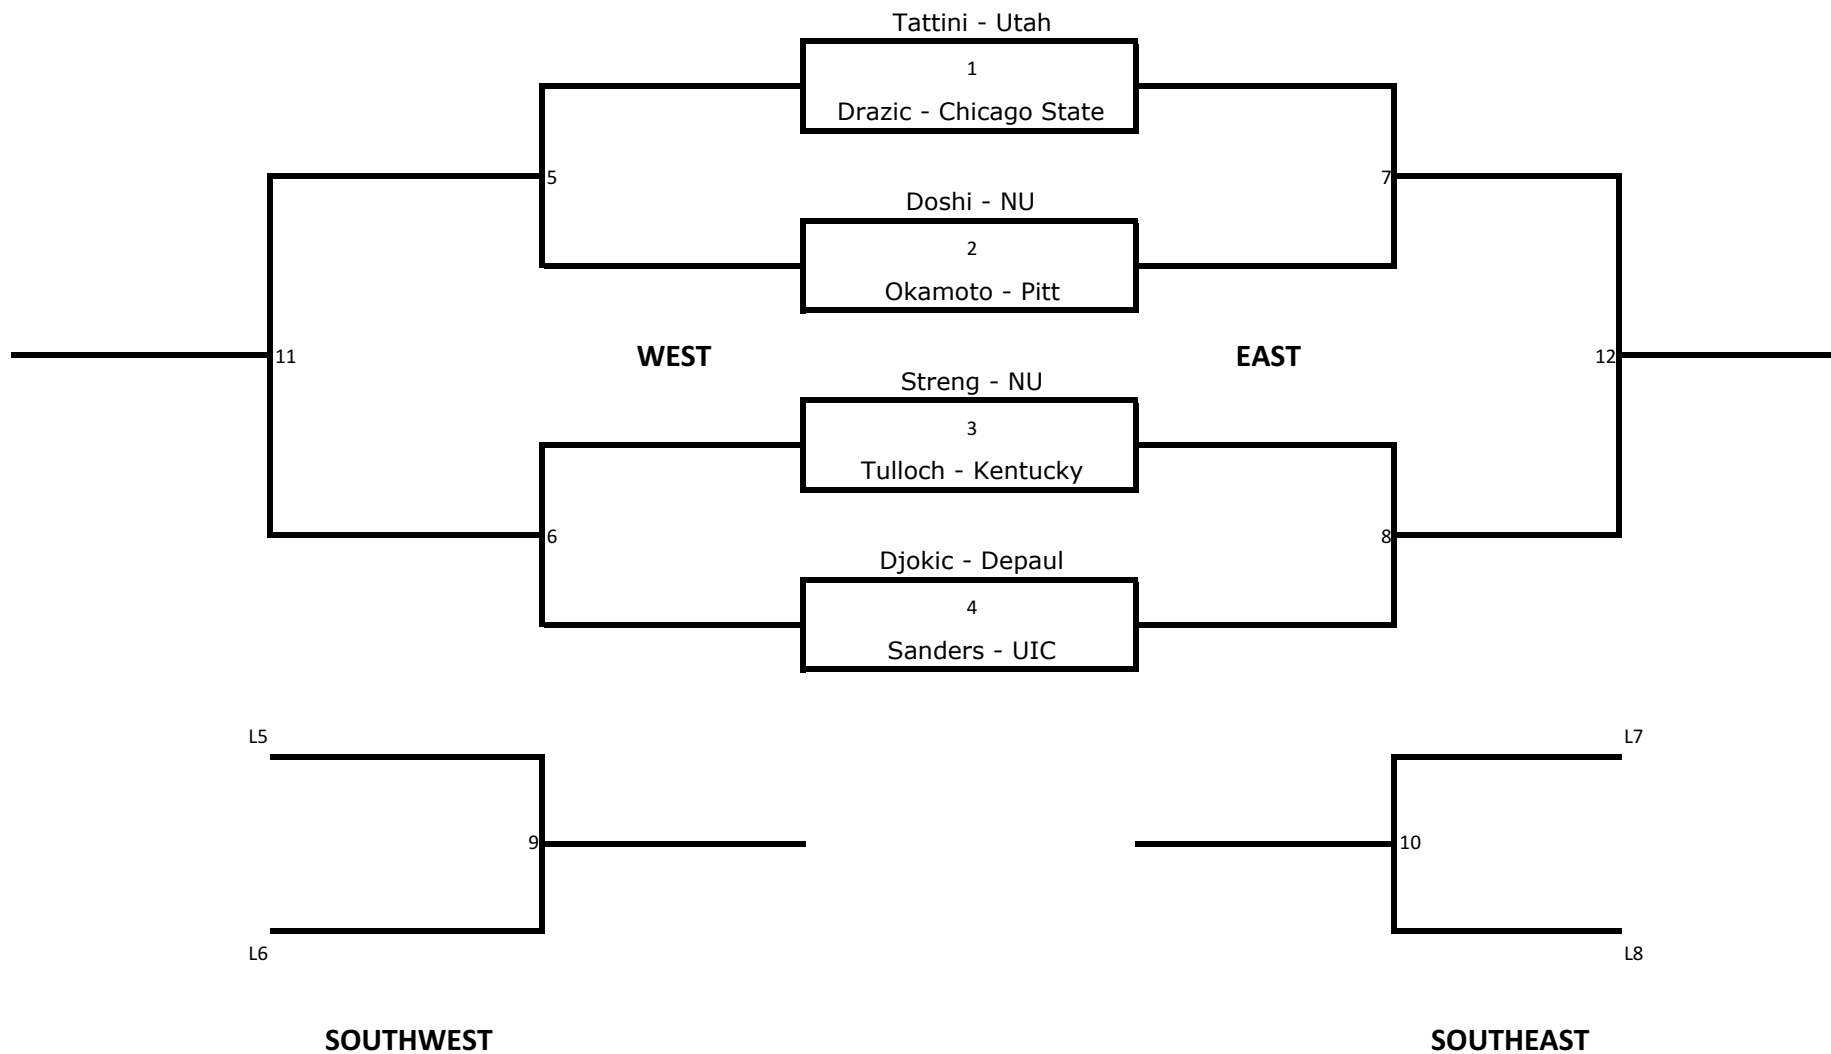 Tattini - Utah
1
Drazic - Chicago State
5
7
Doshi - NU
2
Okamoto - Pitt
11
WEST
EAST
12
Streng - NU
3
Tulloch - Kentucky
6
8
Djokic - Depaul
4
Sanders - UIC
L5
L7
9
10
L6
L8
SOUTHWEST
SOUTHEAST